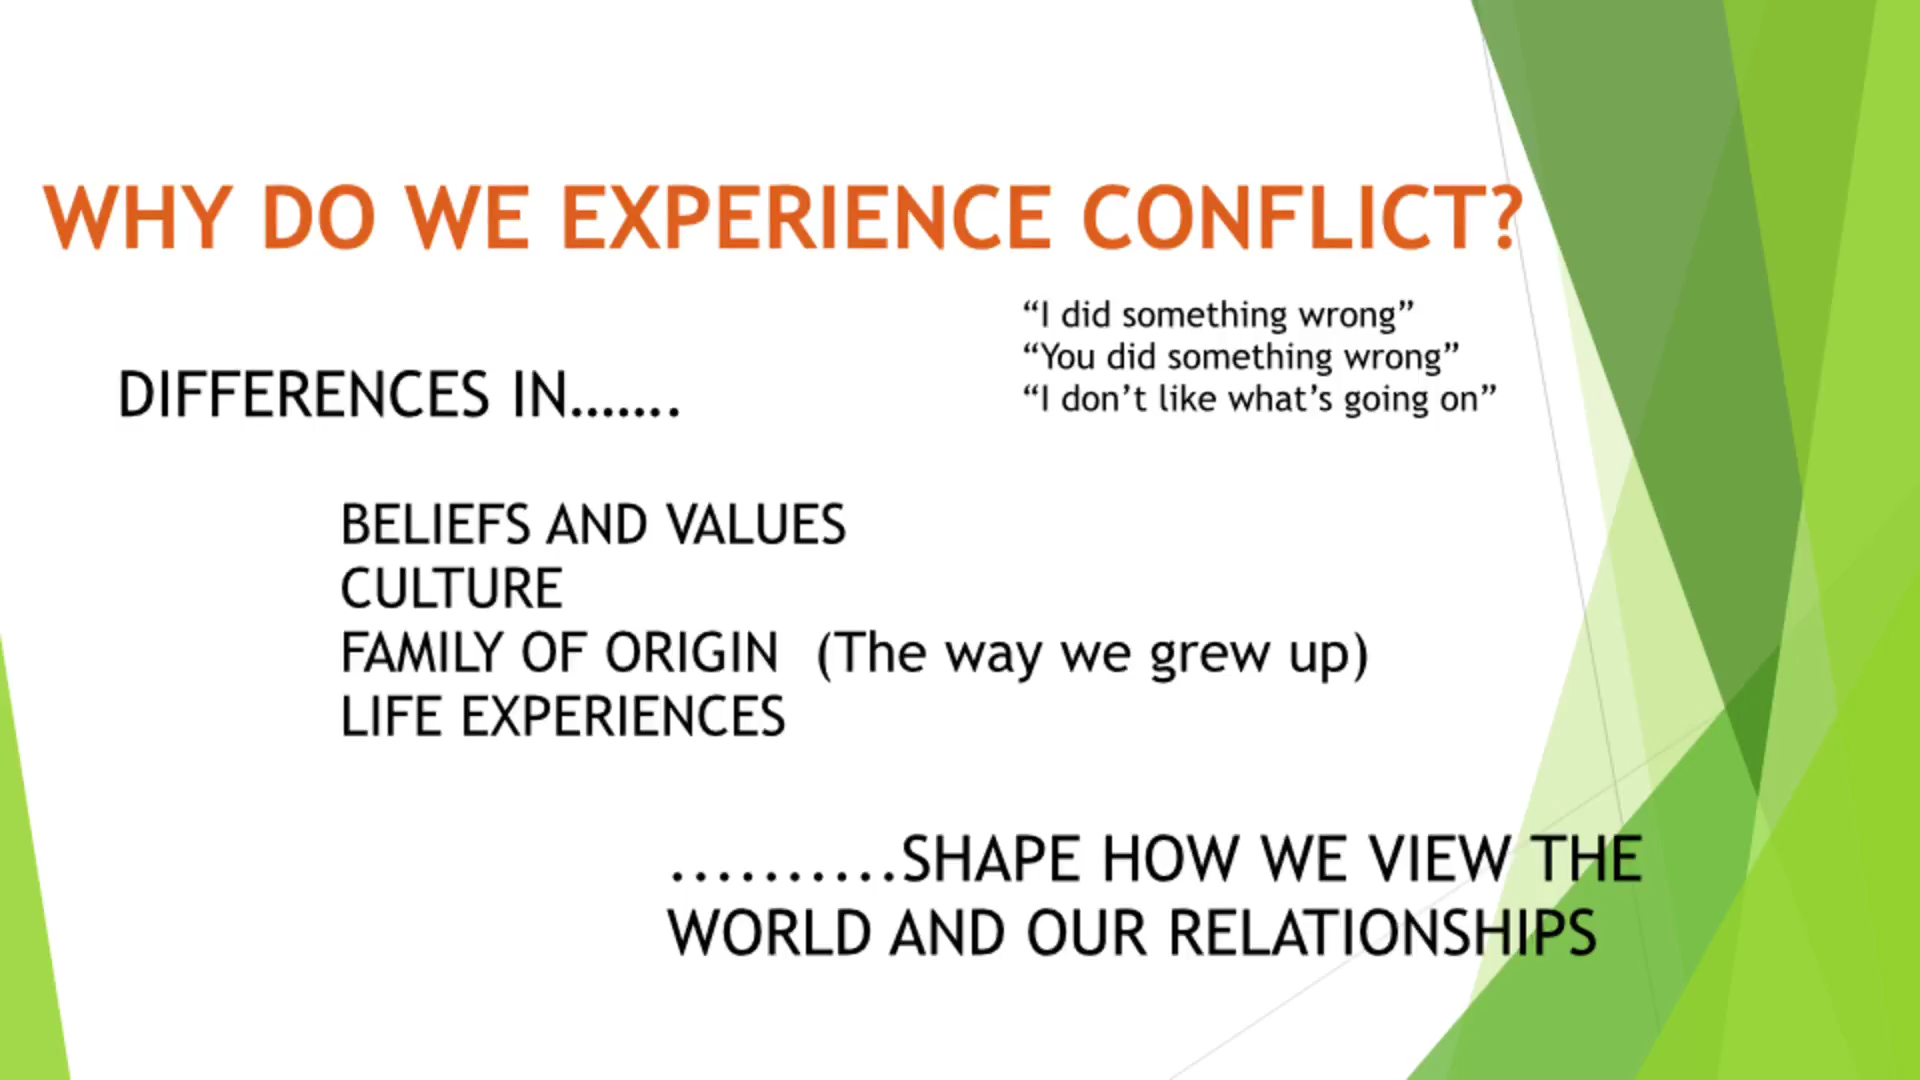 WHY DO WE EXPERIENCE CONFLICT?
“I did something wrong”
“You did something wrong”
“I don’t like what’s going on”
DIFFERENCES IN.......
BELIEFS AND VALUES
CULTURE
FAMILY OF ORIGIN  (The way we grew up)
LIFE EXPERIENCES
..........SHAPE HOW WE VIEW THE
WORLD AND OUR RELATIONSHIPS